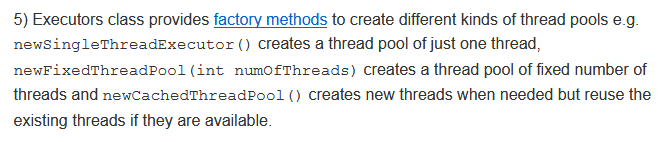 5) Executors class provides factory methods to create different kinds of thread pools e.g.
newSingleThreadExecutor() creates a thread pool of just one thread,
newFixedThreadPool(int numOfThreads) creates a thread pool of fixed number of
threads and newCachedThreadPool() creates new threads when needed but reuse the
existing threads if they are available.